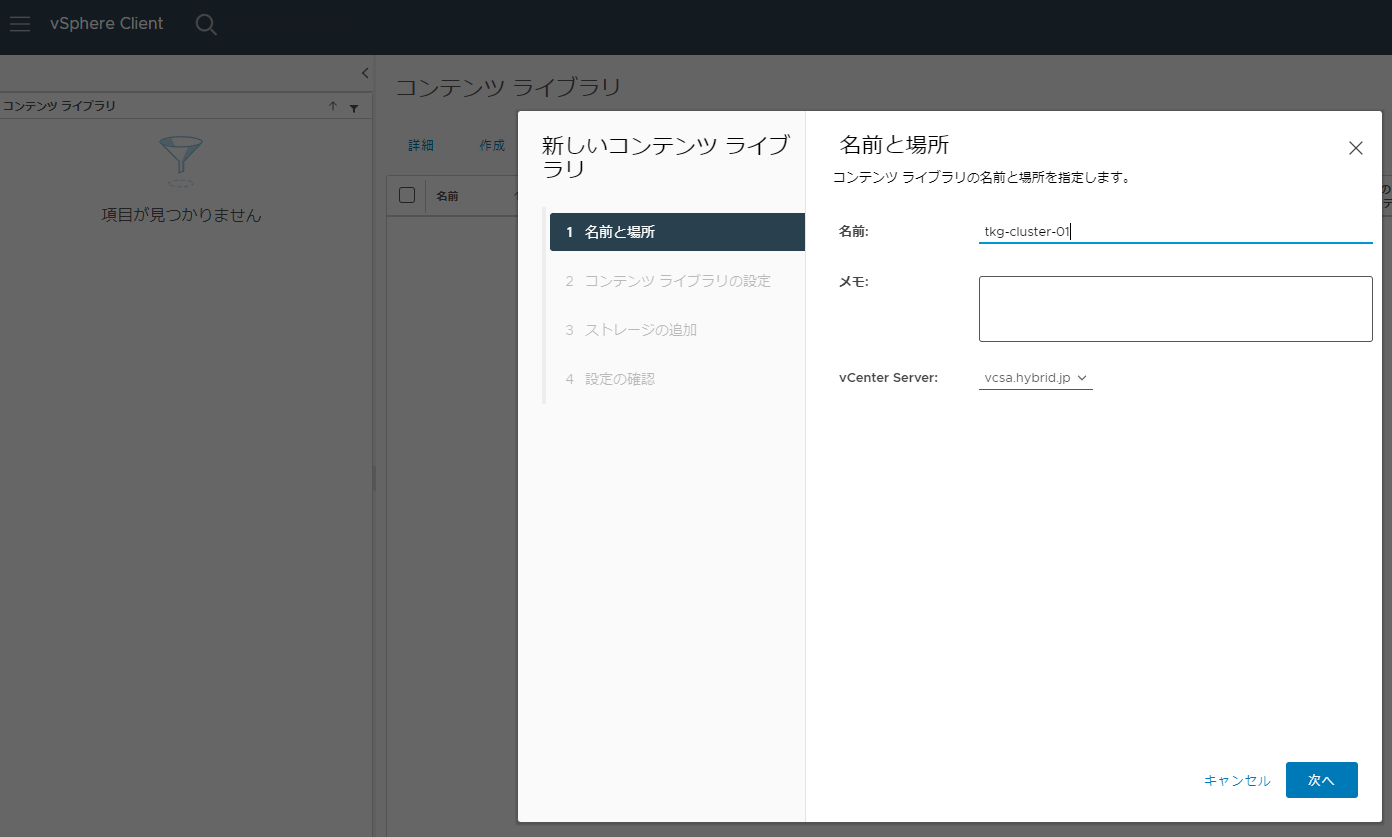 vSphere Client
コンテンツ ライブラリ
項目が見つかりません
コンテンツ ライブラリ
詳細 作成
名前
新しいコンテンツ ライブ
ラリ
1 名前と場所
2 コンテンツ ライブラリの設定
3 ストレージの追加
4 設定の確認
名前と場所
コンテンツ ライブラリの名前と場所を指定します。
名前: tkg-cluster-01
メモ:
vCenter Server: vcsa.hybrid.jp
キャンセル 次へ